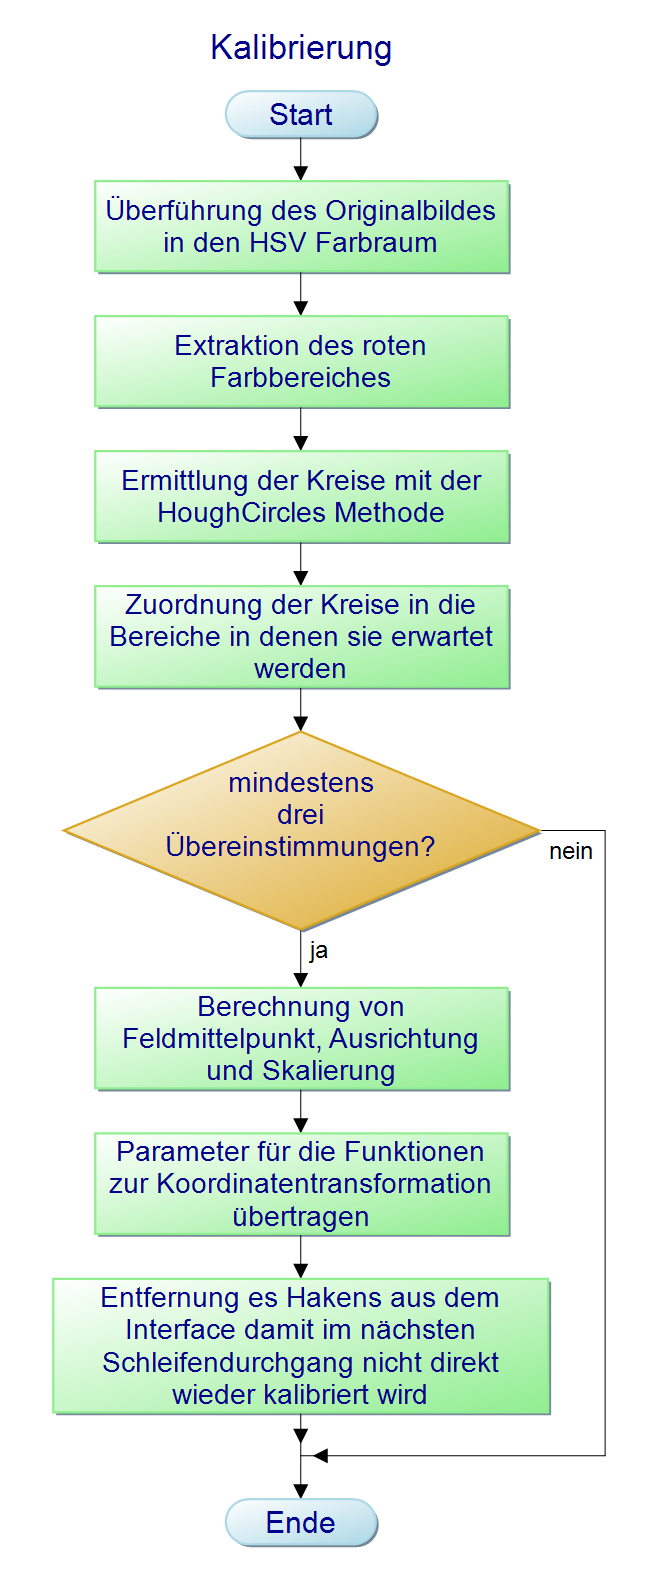 Kalibrierung
Start
Überführung des Originalbildes
in den HSV Farbraum
Extraktion des roten
Farbbereiches
Ermittlung der Kreise mit der
HoughCircles Methode
Zuordnung der Kreise in die
Bereiche in denen sie erwartet
werden
mindestens
drei
Übereinstimmungen?
nein
ja
Berechnung von
Feldmittelpunkt, Ausrichtung
und Skalierung
Parameter für die Funktionen
zur Koordinatentransformation
übertragen
Entfernung es Hakens aus dem
Interface damit im nächsten
Schleifendurchgang nicht direkt
wieder kalibriert wird
Ende